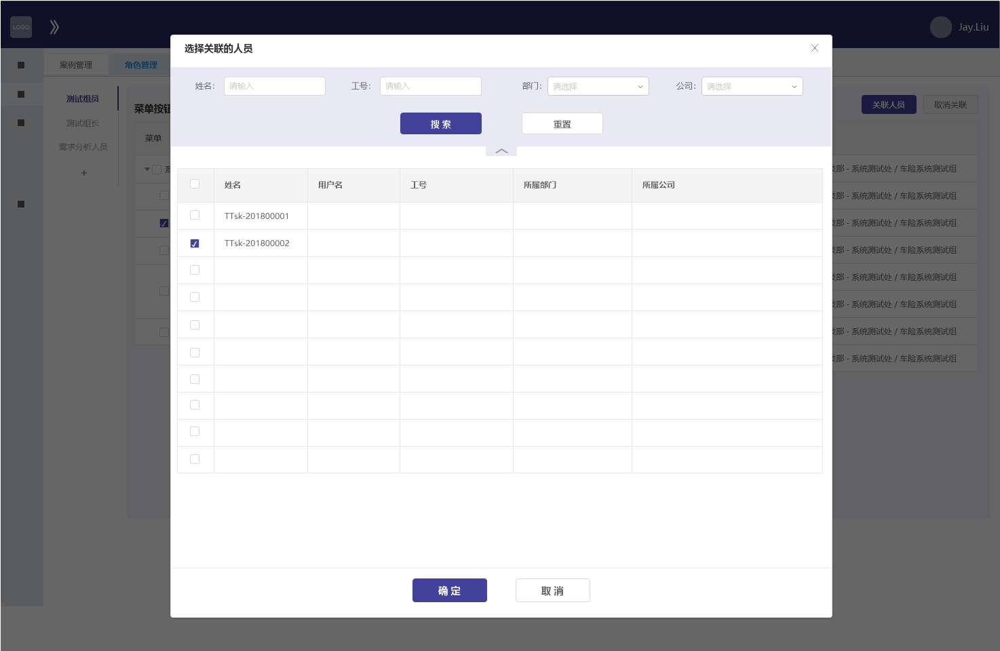 LOGO
Jay.Liu
选择关联的人员
案例管理
角色管理
姓名：
请输入
工号：
请输入
部门：
请选择
公司：
请选择
测试组员
测试组长
需求分析人员
+
菜单按钮
关联人员
取消关联
搜 索
重置
菜单
姓名
用户名
工号
所属部门
所属公司
部 - 系统测试处 / 车险系统测试组
部 - 系统测试处 / 车险系统测试组
TTsk-201800001
部 - 系统测试处 / 车险系统测试组
TTsk-201800002
部 - 系统测试处 / 车险系统测试组
部 - 系统测试处 / 车险系统测试组
部 - 系统测试处 / 车险系统测试组
部 - 系统测试处 / 车险系统测试组
部 - 系统测试处 / 车险系统测试组
确 定
取 消